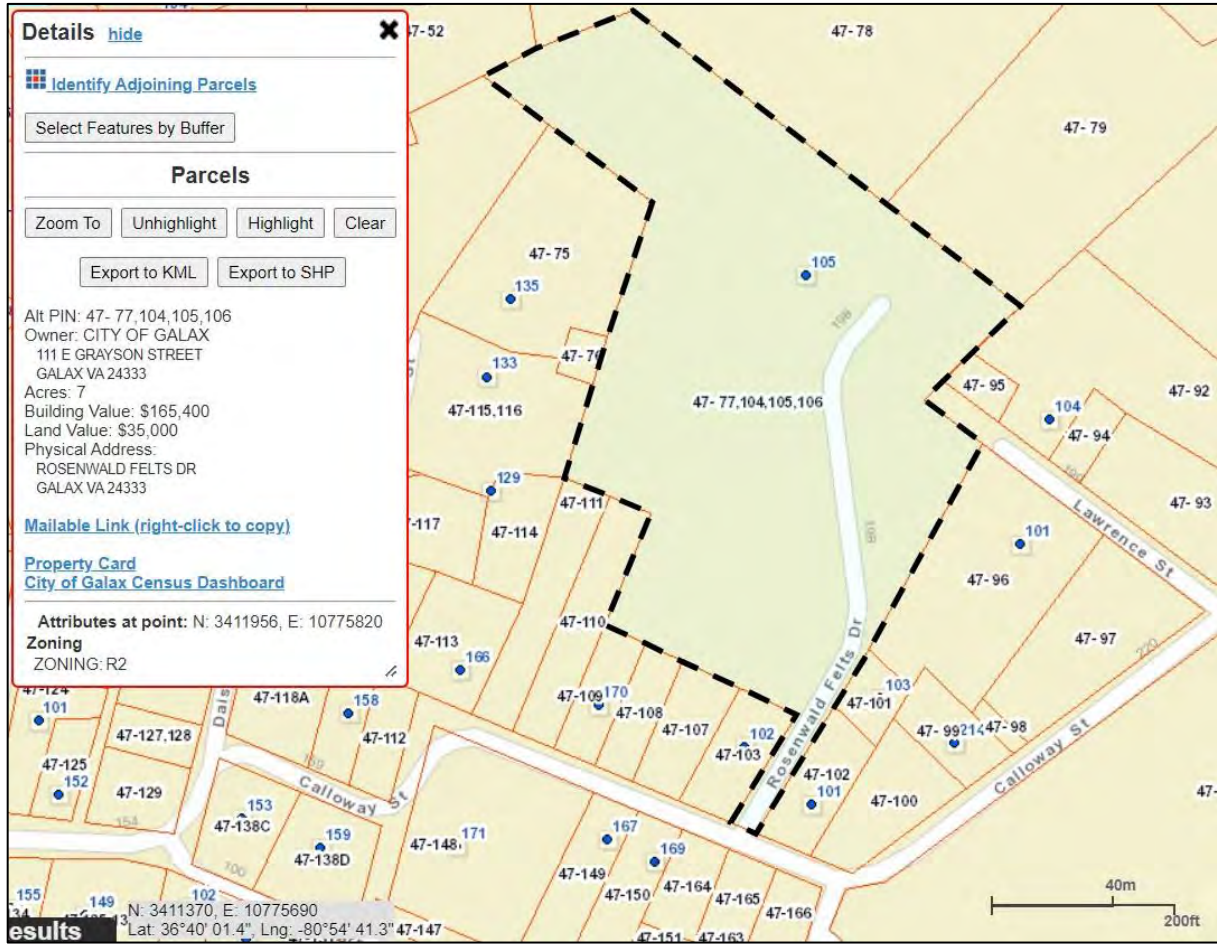 Details hide
Identify Adjoining Parcels
Select Features by Buffer
Parcels
Zoom To Unhighlight Highlight Clear
Export to KML Export to SHP
Alt PIN: 47- 77,104,105,106
Owner: CITY OF GALAX
111 E GRAYSON STREET
GALAX VA 24333
Acres: 7
Building Value: $165,400
Land Value: $35,000
Physical Address:
ROSENWALD FELTS DR
GALAX VA 24333
Mailable Link (right-click to copy)
Property Card
City of Galax Census Dashboard
Attributes at point: N: 3411956, E: 10775820
Zoning
ZONING: R2
47-52
47- 78
47- 79
47- 75
135
105
198
133
47- 76
47-115,116
47- 77,104,105,106
47- 95
104
47- 94
47- 92
47- 93
129
47-111
47-114
101
Lawrence St
108
47- 96
47-110
47-113
166
47- 97
220
Rosenwald Felts Dr
103
47-101
47-118A
158
47-112
47-109
170
47-108
47-107
102
47-103
47- 99
214
47- 98
Calloway St
101
47-127,128
47-125
152
47-129
154
159
Calloway St
47-102
101
47-100
153
47-138C
159
47-138D
100
171
167
169
47-149
47-150
47-164
47-165
47-166
155
149
102
N: 3411370, E: 10775690
Lat: 36°40' 01.4", Lng: -80°54' 41.3"
47-147
47-151
47-163
40m
200ft
esults